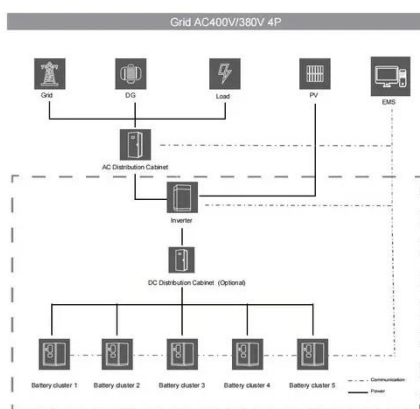 Grid AC400V/380V 4P
Grid
DG
Load
PV
EMS
AC Distribution Cabinet
Inverter
DC Distribution Cabinet (Optional)
Battery cluster 1
Battery cluster 2
Battery cluster 3
Battery cluster 4
Battery cluster 5
Communication
Power